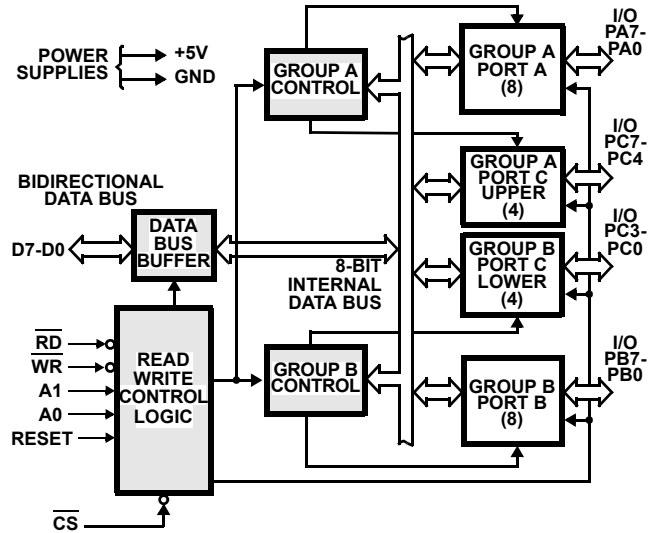 POWER
SUPPLIES
+5V
GND
GROUP A
CONTROL
GROUP A
PORT A
(8)
I/O
PA7-
PA0
GROUP A
PORT C
UPPER
(4)
I/O
PC7-
PC4
BIDIRECTIONAL
DATA BUS
D7-D0
DATA
BUS
BUFFER
8-BIT
INTERNAL
DATA BUS
GROUP B
PORT C
LOWER
(4)
I/O
PC3-
PC0
RD
WR
A1
A0
RESET
READ
WRITE
CONTROL
LOGIC
GROUP B
CONTROL
GROUP B
PORT B
(8)
I/O
PB7-
PB0
CS